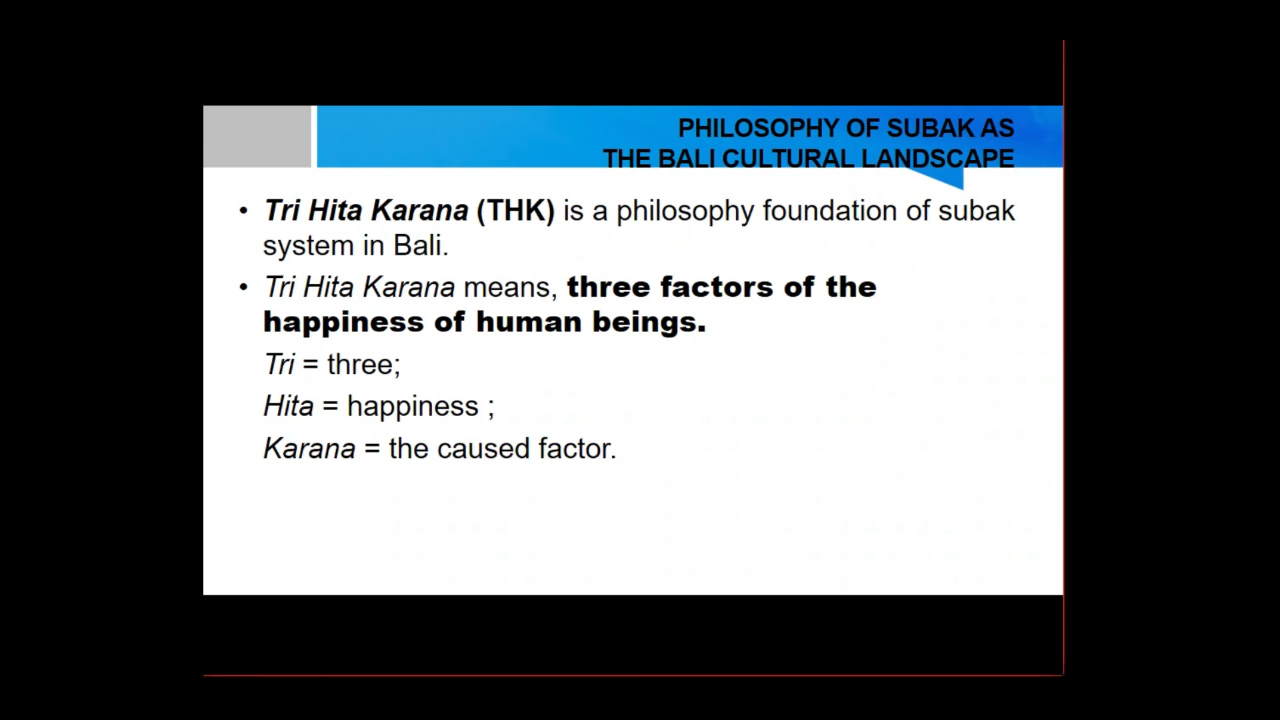 PHILOSOPHY OF SUBAK AS
THE BALI CULTURAL LANDSCAPE
• Tri Hita Karana (THK) is a philosophy foundation of subak
system in Bali.
• Tri Hita Karana means, three factors of the
happiness of human beings.
Tri = three;
Hita = happiness ;
Karana = the caused factor.